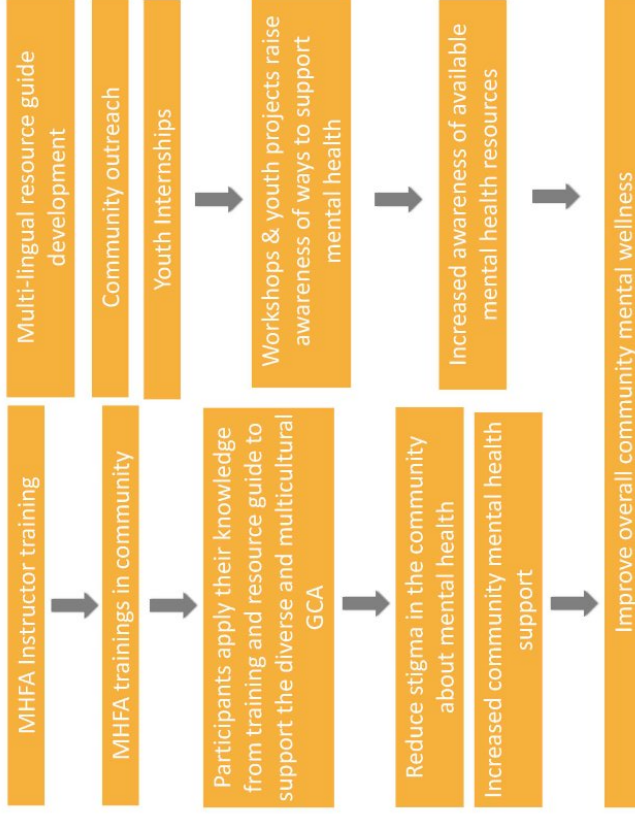 MHFA Instructor training
MHFA trainings in community
Participants apply their knowledge
from training and resource guide to
support the diverse and multicultural
GCA
Reduce stigma in the community
about mental health
Increased community mental health
support
Multi-lingual resource guide
development
Community outreach
Youth Internships
Workshops & youth projects raise
awareness of ways to support
mental health
Increased awareness of available
mental health resources
Improve overall community mental wellness